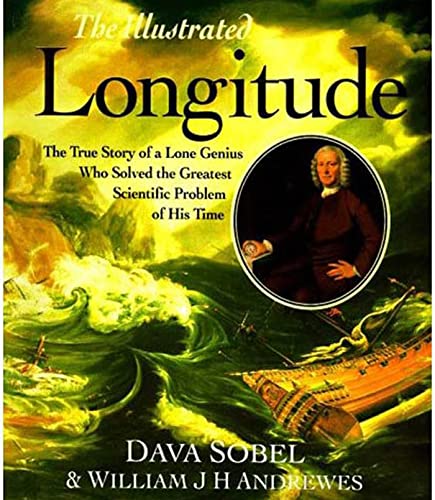 The Illustrated
Longitude
The True Story of a Lone Genius
Who Solved the Greatest
Scientific Problem
of His Time
DAVA SOBEL
& WILLIAM J H ANDREWES